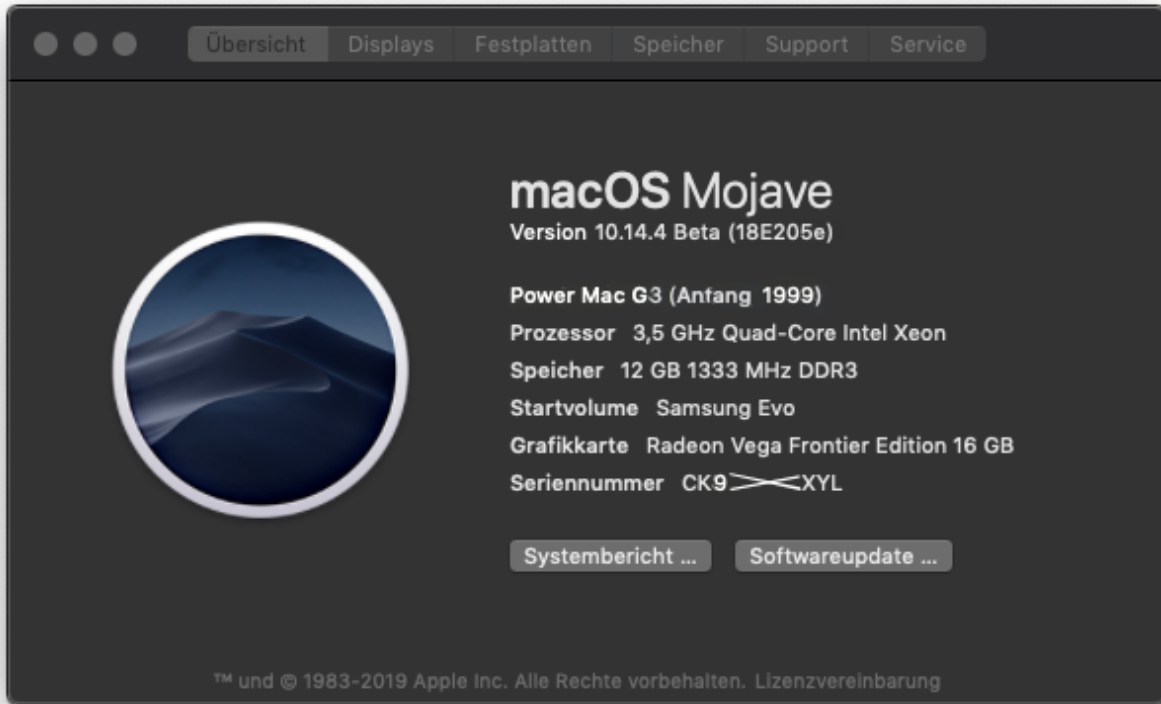 Übersicht Displays Festplatten Speicher Support Service
macOS Mojave
Version 10.14.4 Beta (18E205e)
Power Mac G3 (Antang 1999)
Prozessor 3,5 GHz Quad-Core Intel Xeon
Speicher 12 GB 1333 MHz DDR3
Startvolume Samsung Evo
Grafikkarte Radeon Vega Frontier Edition 16 GB
Seriennummer CK9 XYL
Systembericht ...
Softwareupdate ...
™ und © 1983-2019 Apple Inc. Alle Rechte vorbehalten. Lizenzvereinbarung